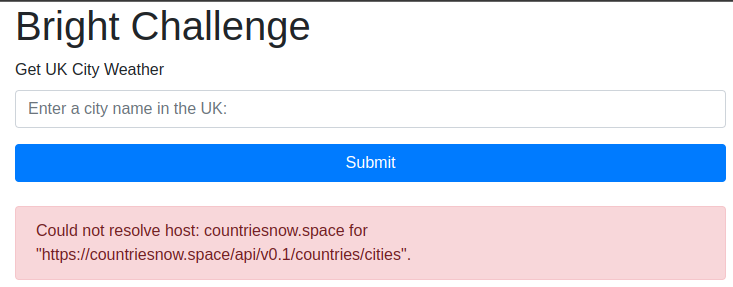 Bright Challenge
Get UK City Weather
Enter a city name in the UK:
Submit
Could not resolve host: countriesnow.space for
"https://countriesnow.space/api/v0.1/countries/cities".